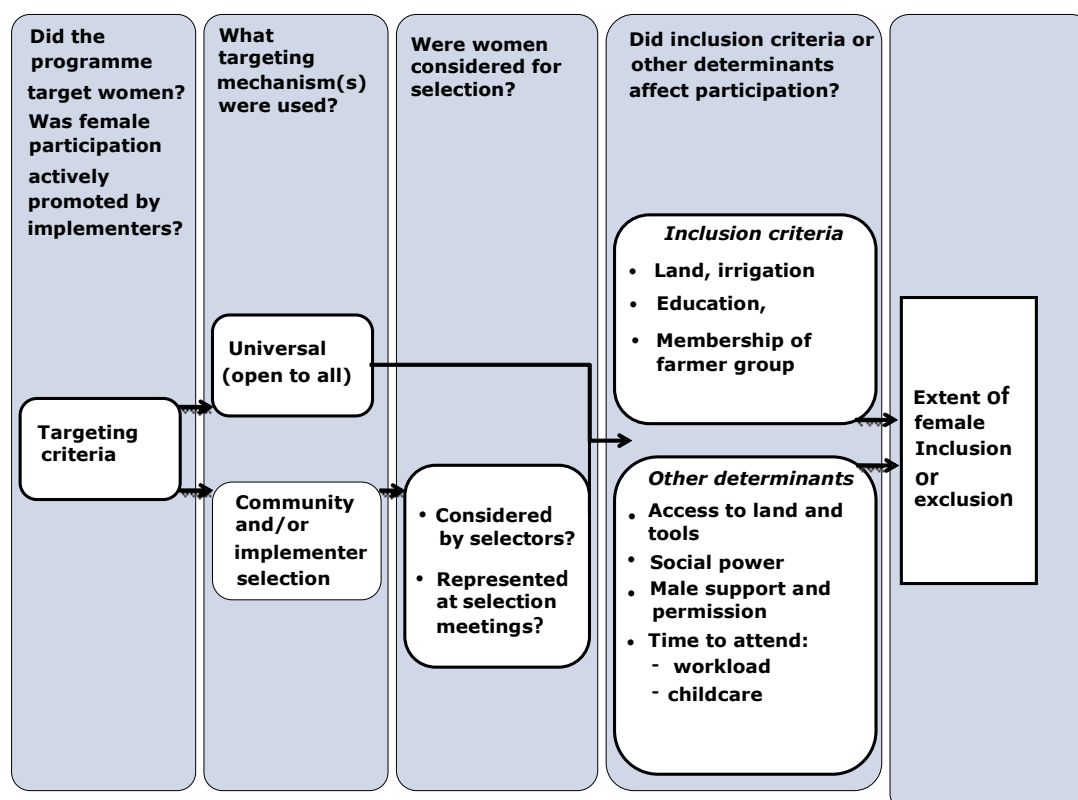 Did the
programme
target women?
Was female
participation
actively
promoted by
implementers?
What
targeting
mechanism(s)
were used?
Were women
considered for
selection?
Did inclusion criteria or
other determinants
affect participation?
Targeting
criteria
Universal
(open to all)
Community
and/or
implementer
selection
• Considered
by selectors?
• Represented
at selection
meetings?
Inclusion criteria
• Land, irrigation
• Education,
• Membership of
farmer group
Other determinants
• Access to land and
tools
• Social power
• Male support and
permission
• Time to attend:
- workload
- childcare
Extent of
female
Inclusion
or
exclusion